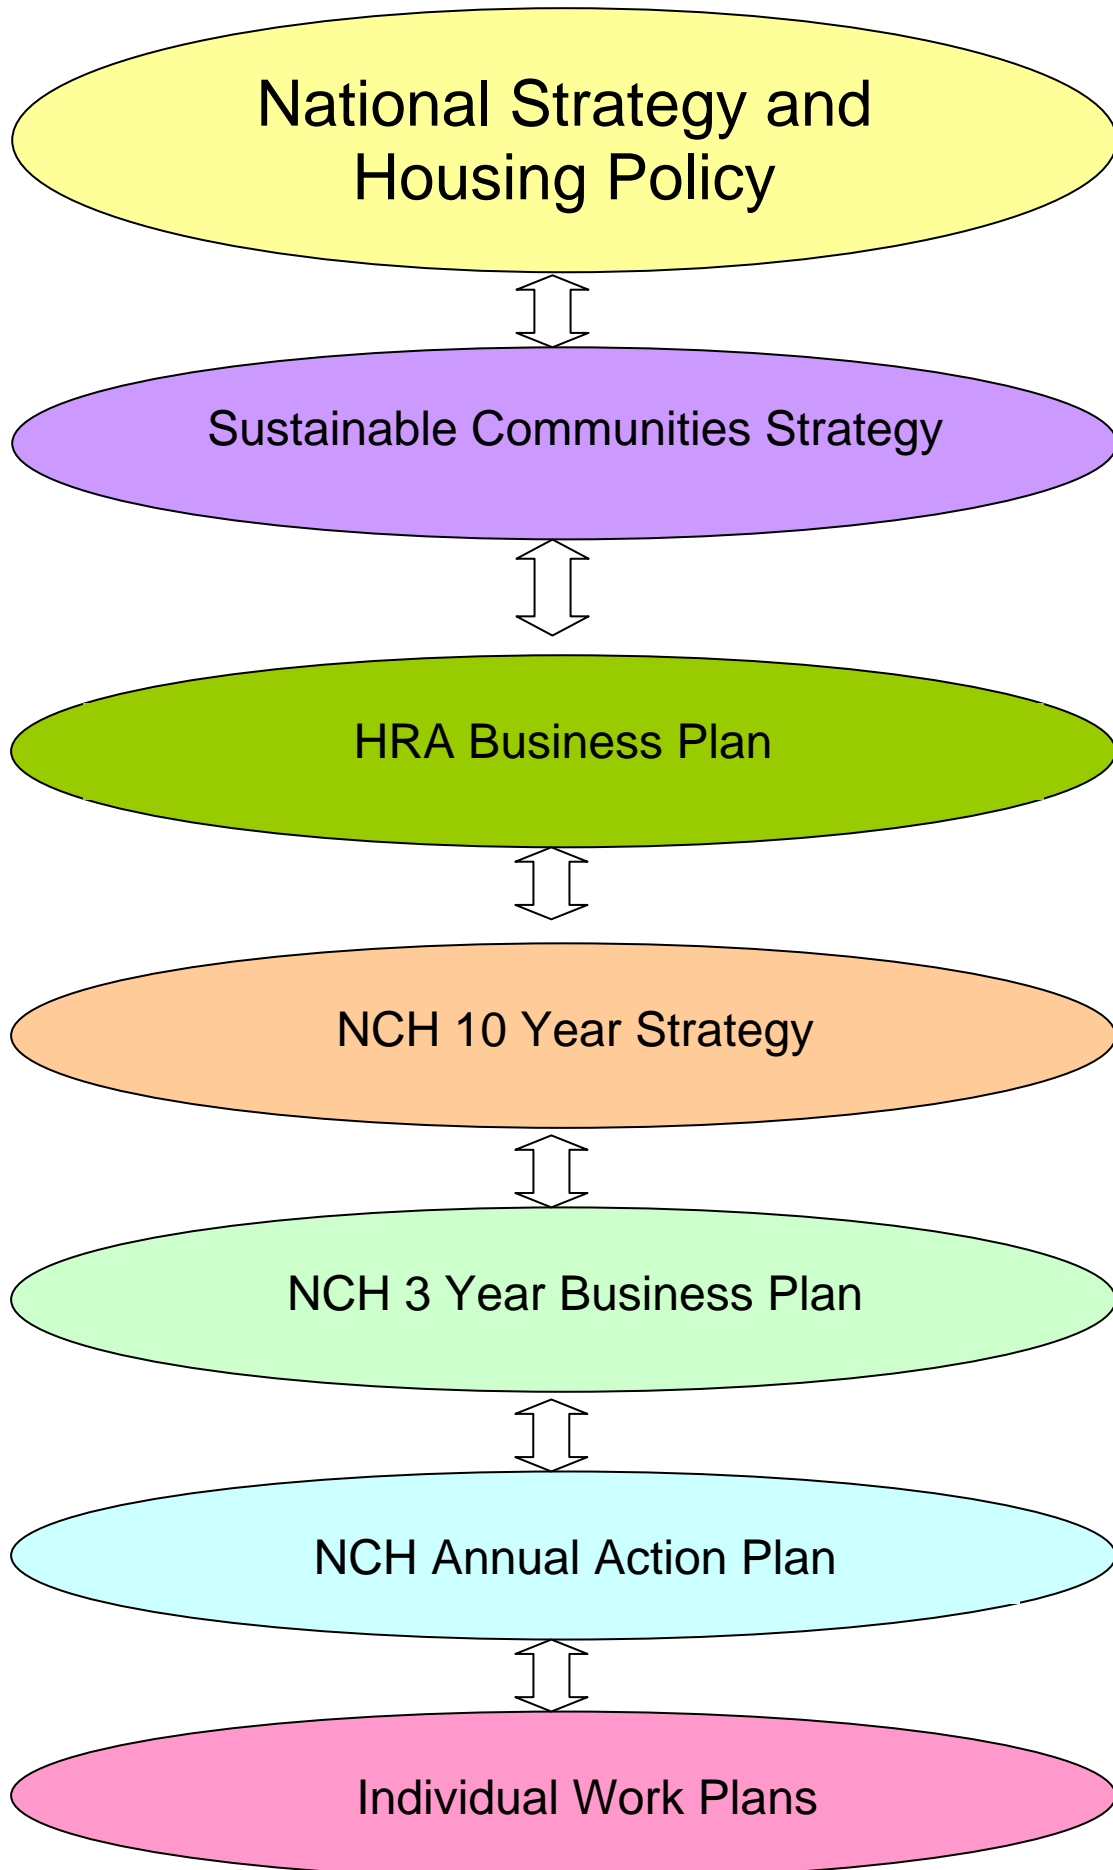 National Strategy and
Housing Policy
Sustainable Communities Strategy
HRA Business Plan
NCH 10 Year Strategy
NCH 3 Year Business Plan
NCH Annual Action Plan
Individual Work Plans